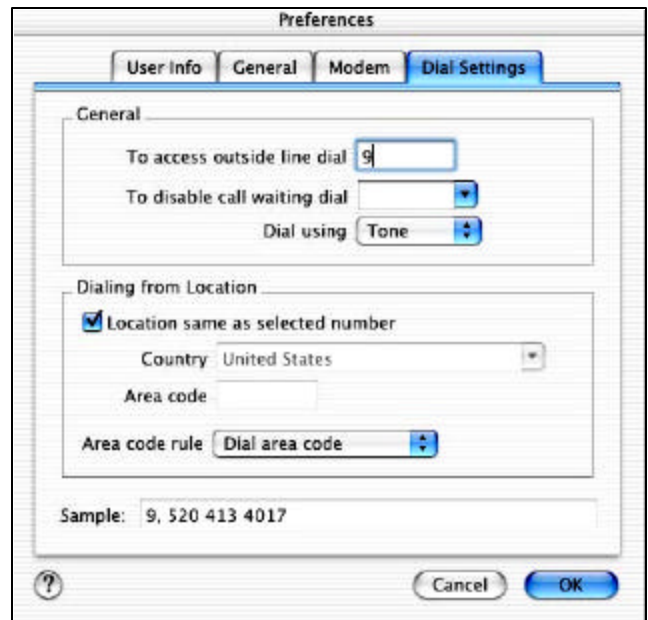 Preferences
User Info General Modem Dial Settings
General
To access outside line dial 9
To disable call waiting dial
Dial using Tone
Dialing from Location
Location same as selected number
Country United States
Area code
Area code rule Dial area code
Sample: 9, 520 413 4017
? Cancel OK